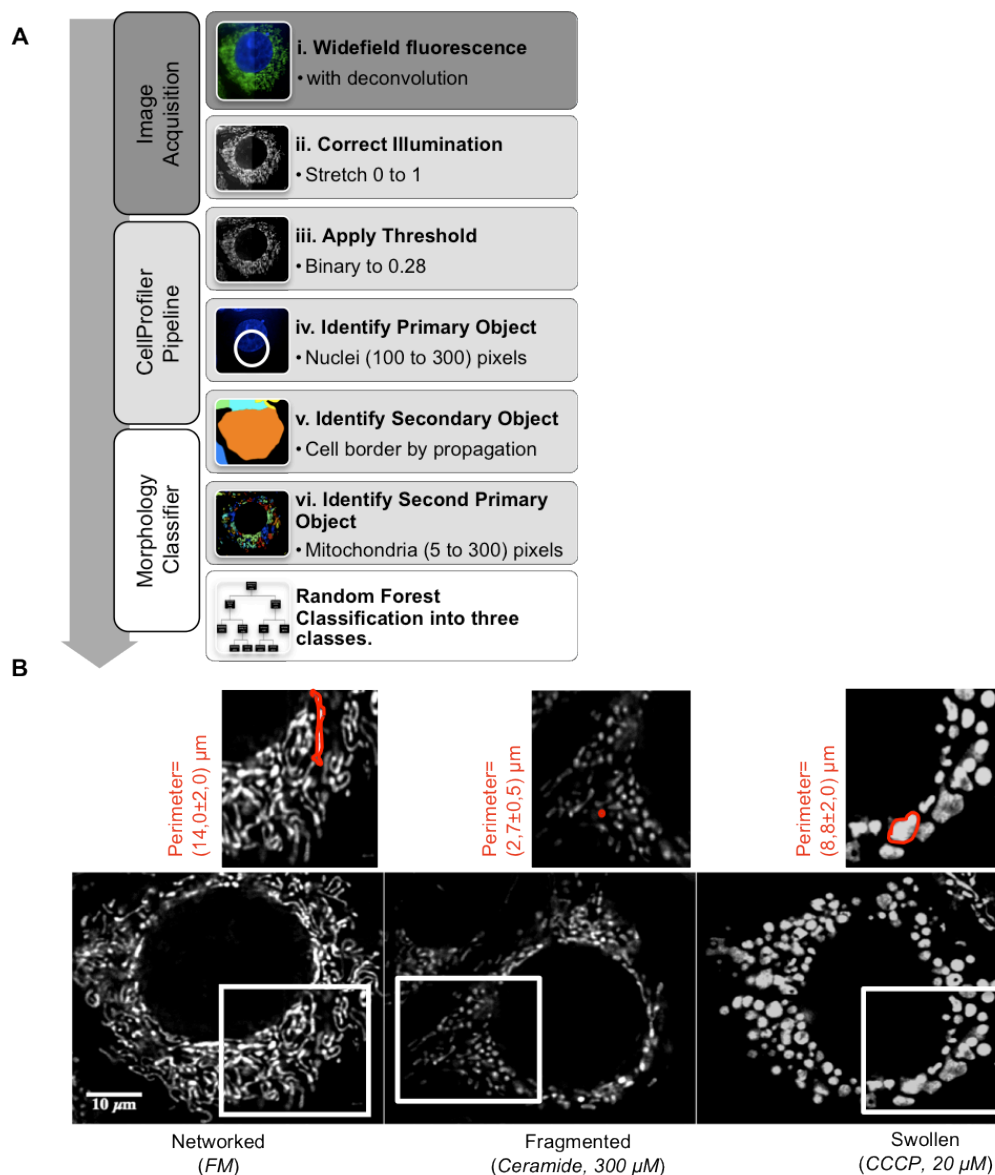 A
Image
Acquisition
i. Widefield fluorescence
• with deconvolution
ii. Correct Illumination
• Stretch 0 to 1
CellProfiler
Pipeline
iii. Apply Threshold
• Binary to 0.28
iv. Identify Primary Object
• Nuclei (100 to 300) pixels
v. Identify Secondary Object
• Cell border by propagation
Morphology
Classifier
vi. Identify Second Primary
Object
• Mitochondria (5 to 300) pixels
Random Forest
Classification into three
classes.
B
Perimeter=
(14,0±2,0) µm
Perimeter=
(2,7±0,5) µm
Perimeter=
(8,8±2,0) µm
10 µm
Networked
(FM)
Fragmented
(Ceramide, 300 µM)
Swollen
(CCCP, 20 µM)